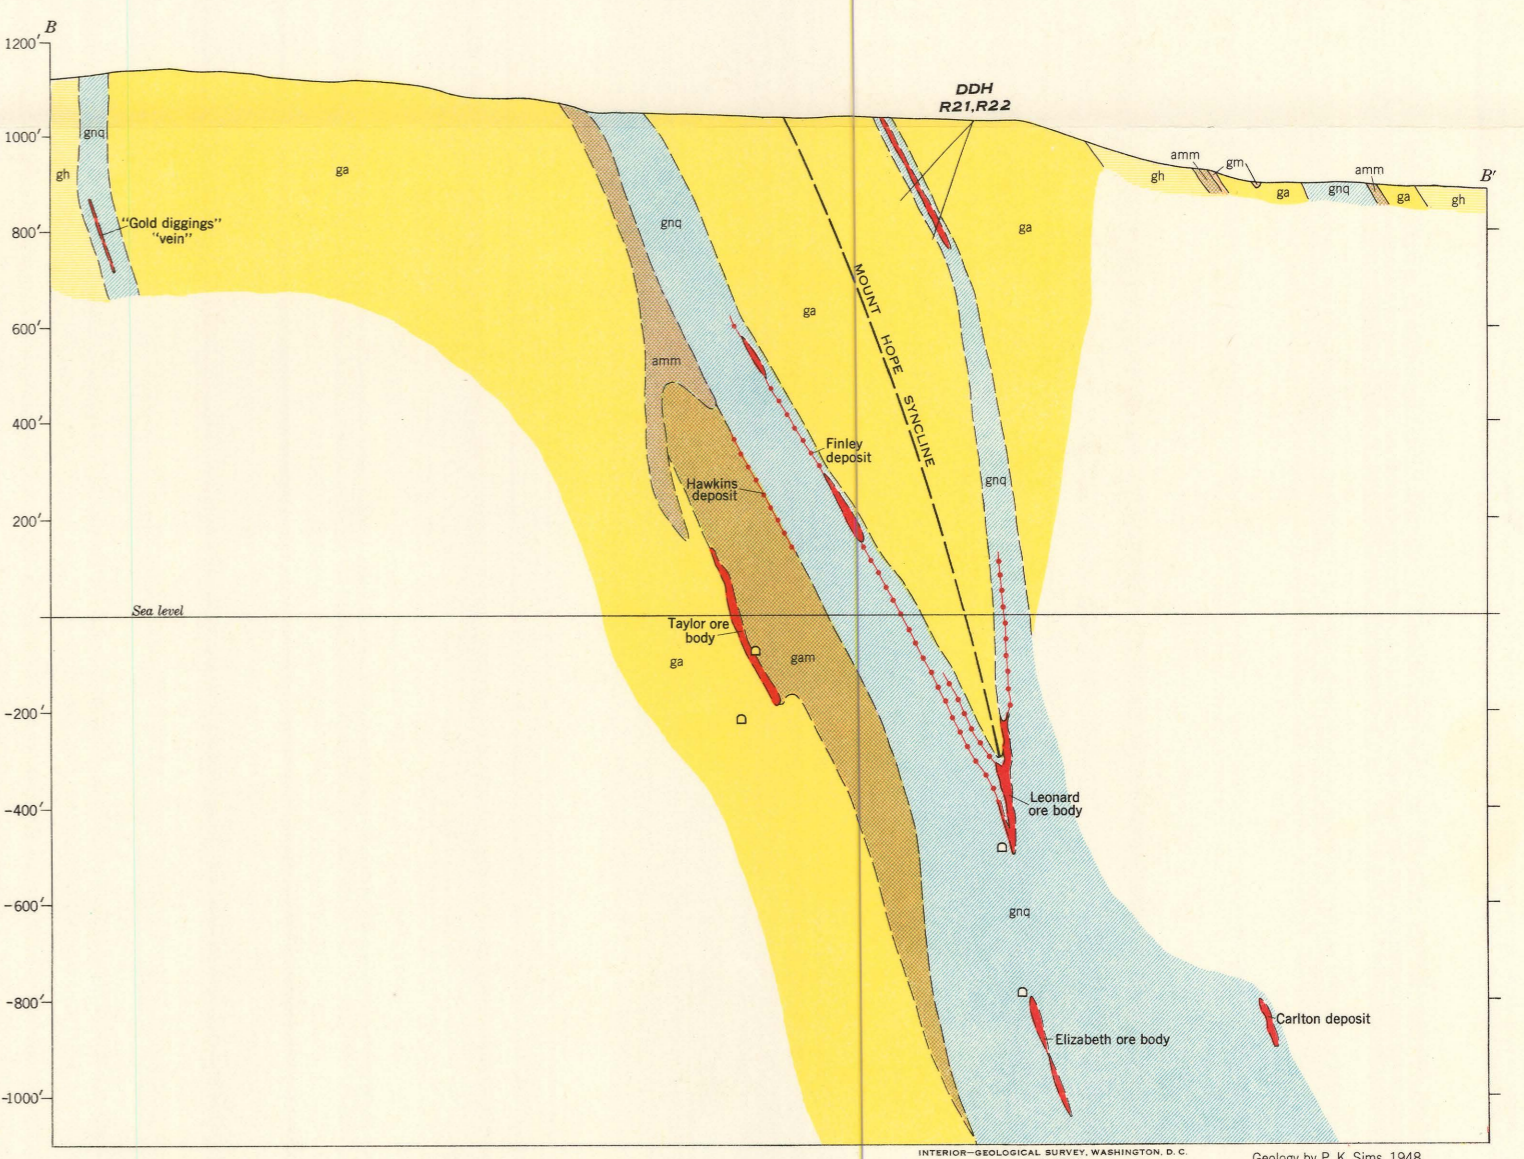 B
1200′
1000′
800′
600′
400′
200′
Sea level
-200′
-400′
-600′
-800′
-1000′
gnq
gh
"Gold diggings"
"vein"
ga
DDH
R21,R22
gnq
ga
ga
MOUNT HOPE SYNCLINE
amm
gh
amm
gm
ga
gnq
amm
ga
gh
B′
amm
Finley
deposit
Hawkins
deposit
gnq
Taylor ore
body
D
gam
ga
D
Leonard
ore body
D
gnq
D
Elizabeth ore body
Carlton deposit
INTERIOR—GEOLOGICAL SURVEY, WASHINGTON, D. C.
Geology by P. K. Sims, 1948